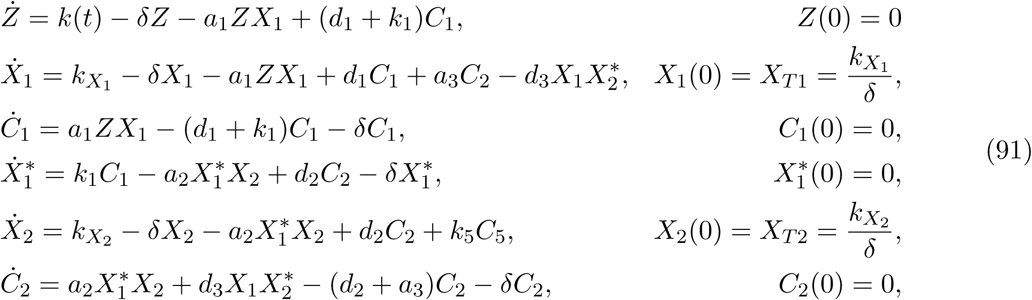 Ż = k(t) − δZ − a₁ZX₁ + (d₁ + k₁)C₁, Z(0) = 0
Ẋ₁ = k_{X₁} − δX₁ − a₁ZX₁ + d₁C₁ + a₃C₂ − d₃X₁X₂*, X₁(0) = X_{T1} = k_{X₁}/δ,
Ċ₁ = a₁ZX₁ − (d₁ + k₁)C₁ − δC₁, C₁(0) = 0,
Ẋ₁* = k₁C₁ − a₂X₁*X₂ + d₂C₂ − δX₁*, X₁*(0) = 0,
Ẋ₂ = k_{X₂} − δX₂ − a₂X₁*X₂ + d₂C₂ + k₅C₅, X₂(0) = X_{T2} = k_{X₂}/δ,
Ċ₂ = a₂X₁*X₂ + d₃X₁X₂* − (d₂ + a₃)C₂ − δC₂, C₂(0) = 0,
(91)